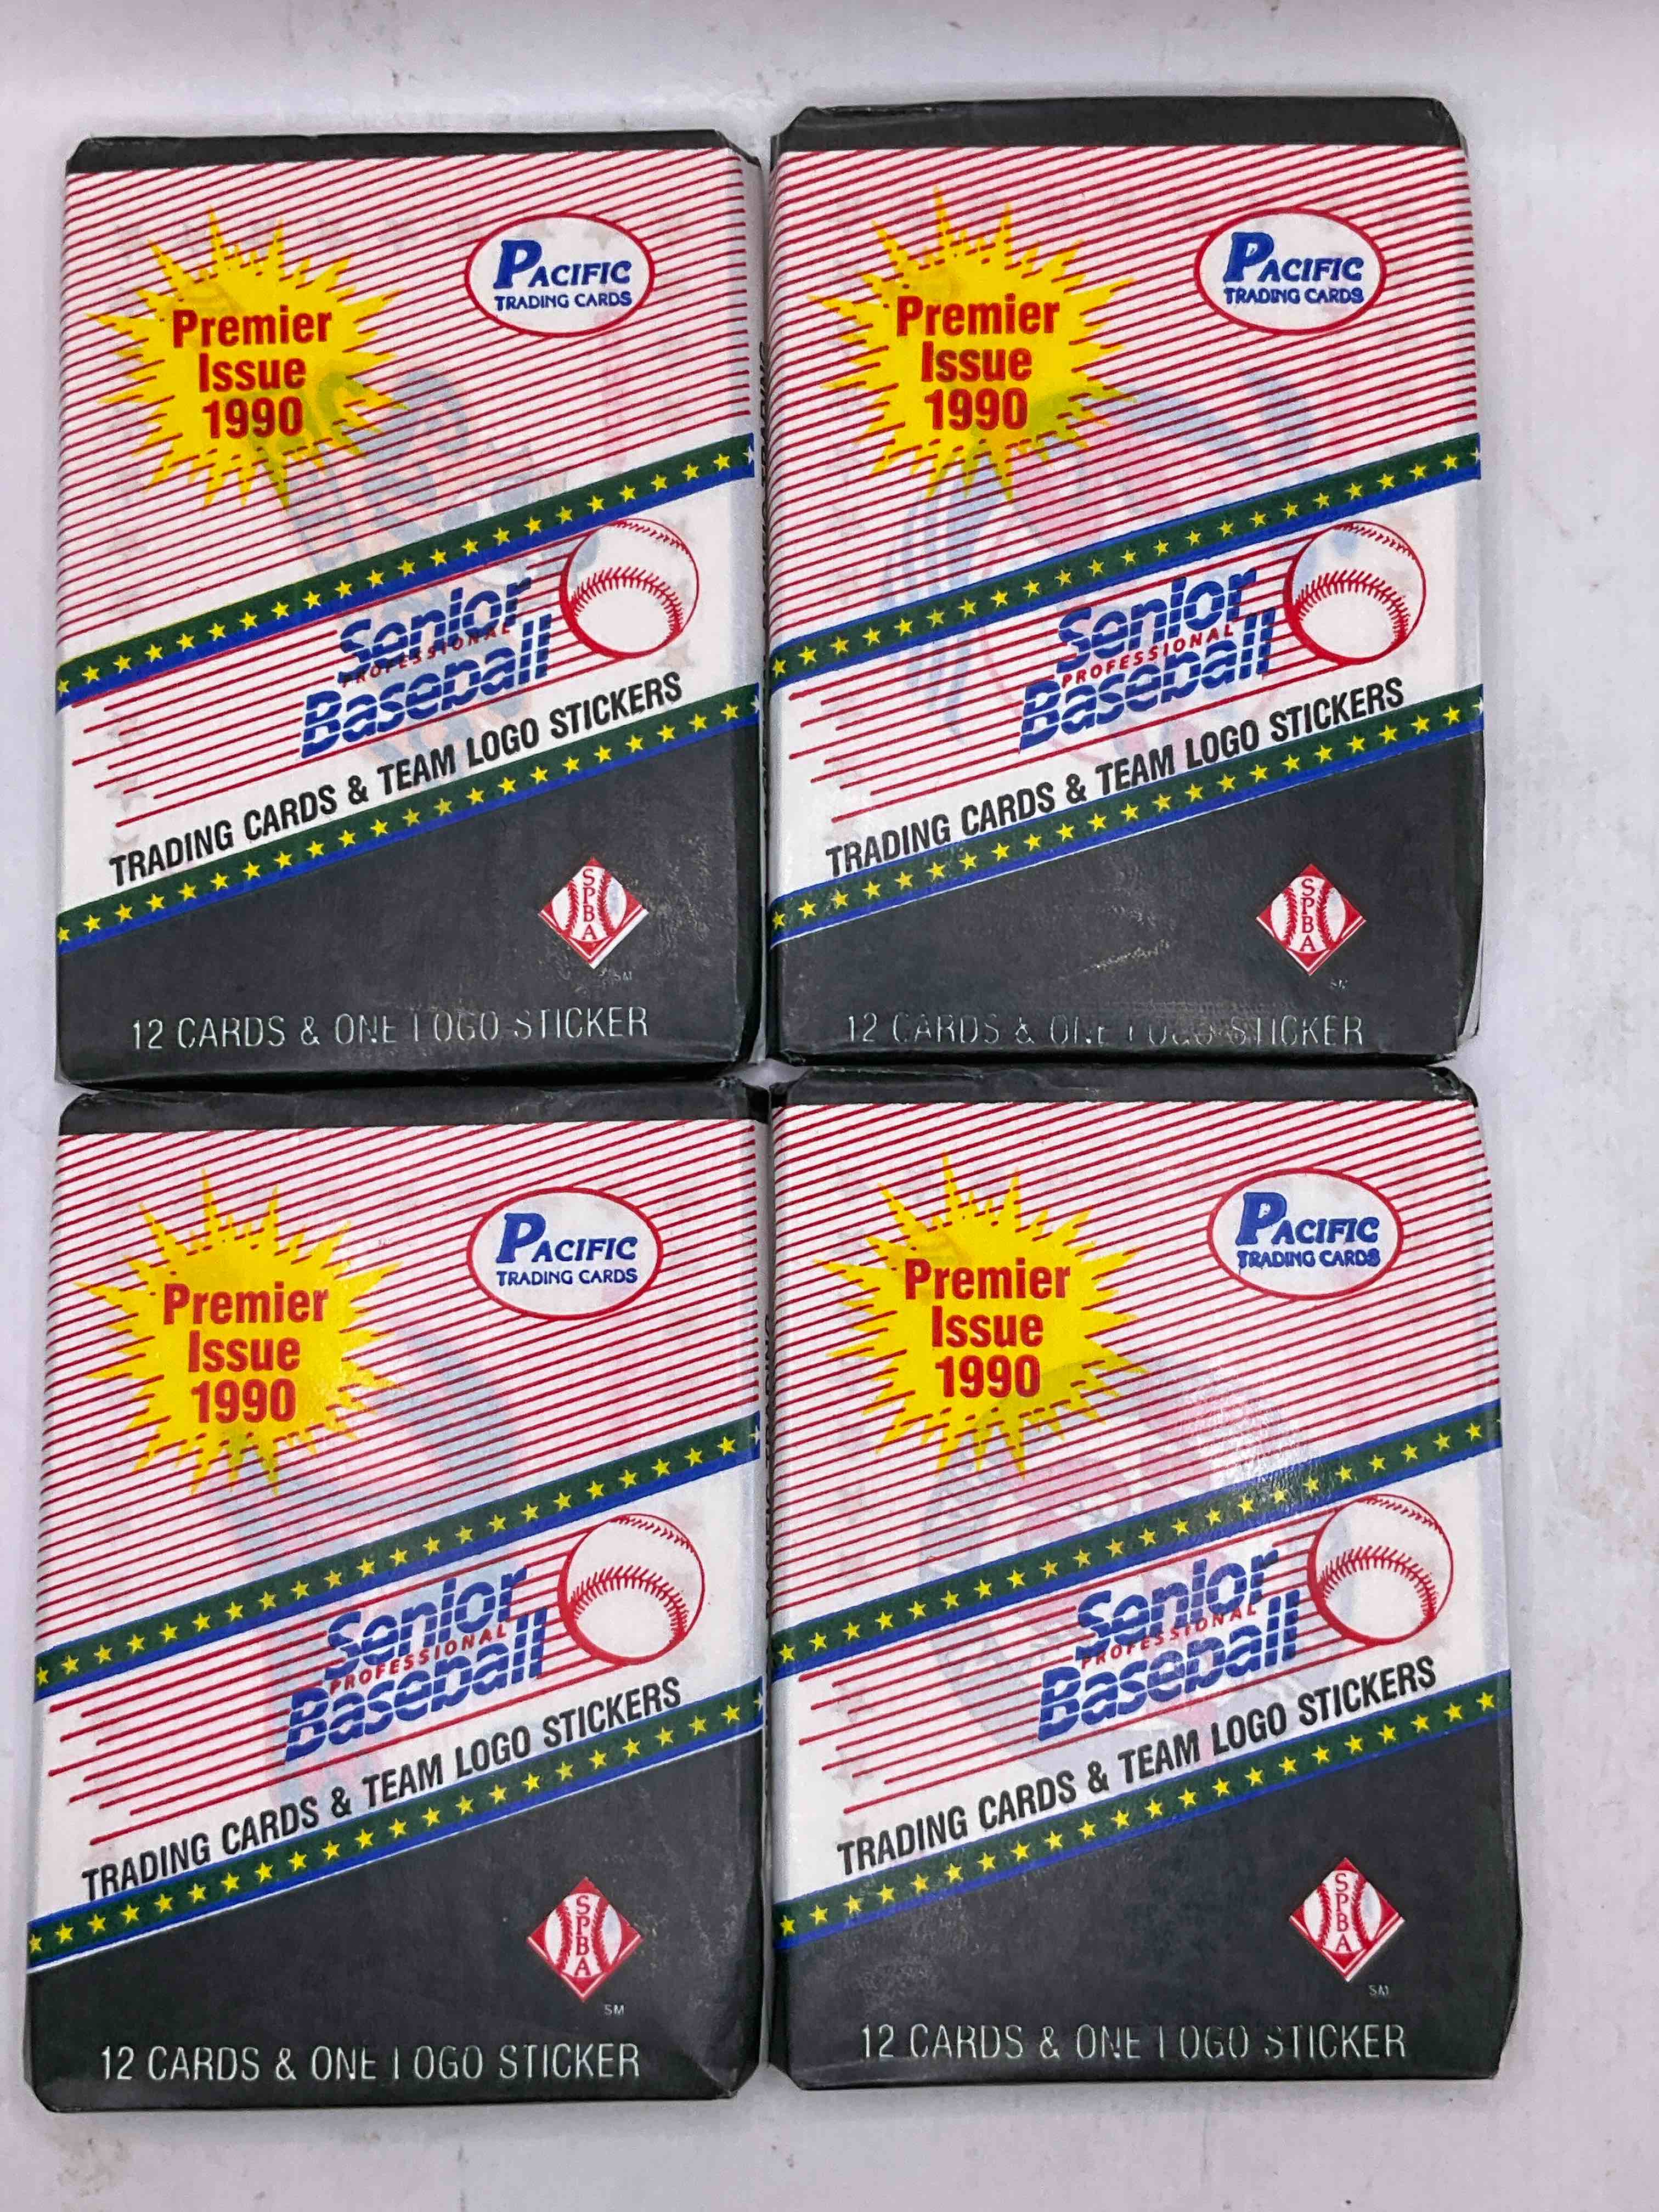 Premier
Issue
1990
PACIFIC
TRADING CARDS
Senior
PROFESSIONAL
Baseball
TRADING CARDS & TEAM LOGO STICKERS
SPBA
SM
12 CARDS & ONE LOGO STICKER
Premier
Issue
1990
PACIFIC
TRADING CARDS
Senior
PROFESSIONAL
Baseball
TRADING CARDS & TEAM LOGO STICKERS
SPBA
SM
12 CARDS & ONE LOGO STICKER
Premier
Issue
1990
PACIFIC
TRADING CARDS
Senior
PROFESSIONAL
Baseball
TRADING CARDS & TEAM LOGO STICKERS
SPBA
SM
12 CARDS & ONE LOGO STICKER
Premier
Issue
1990
PACIFIC
TRADING CARDS
Senior
PROFESSIONAL
Baseball
TRADING CARDS & TEAM LOGO STICKERS
SPBA
SM
12 CARDS & ONE LOGO STICKER